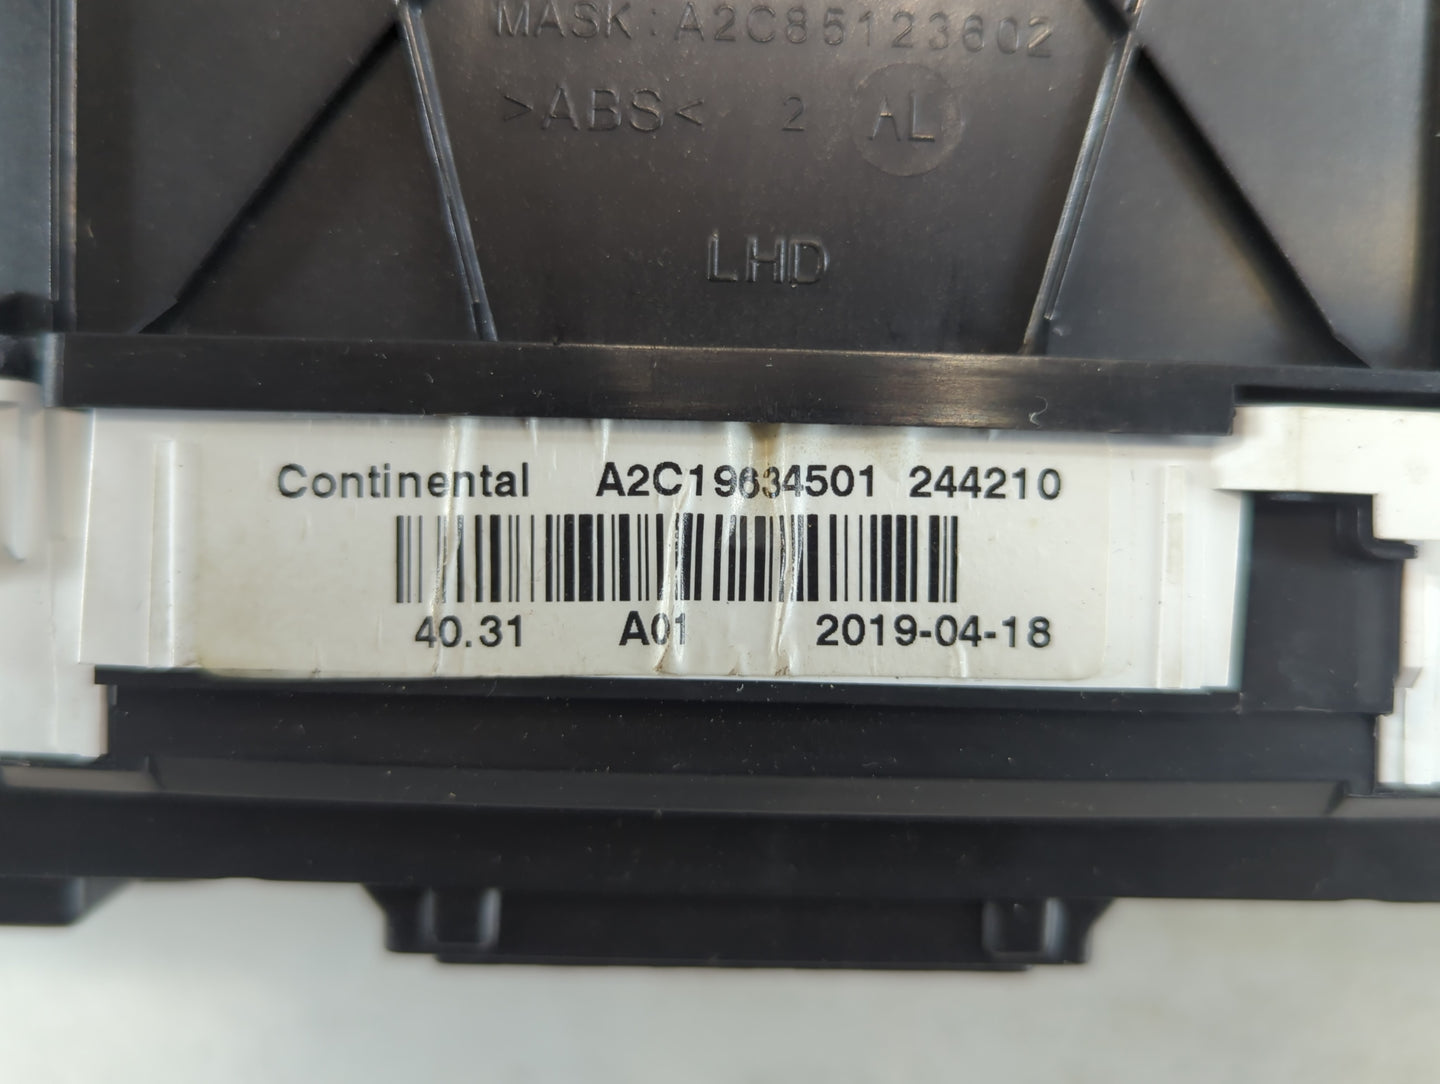 MASK: A2C85123602
>ABS< 2 AL
LHD
Continental A2C19634501 244210
40.31 A01 2019-04-18